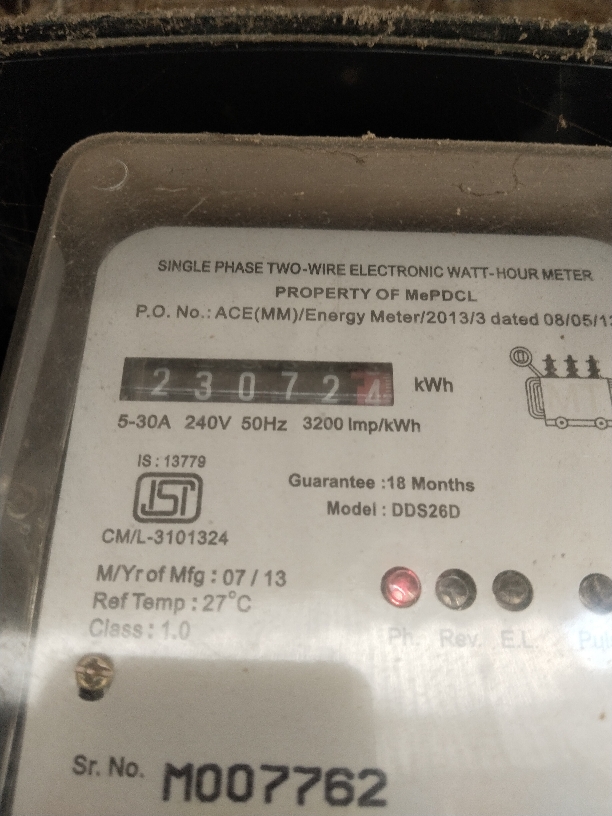 SINGLE PHASE TWO-WIRE ELECTRONIC WATT-HOUR METER
PROPERTY OF MePDCL
P.O. No.: ACE(MM)/Energy Meter/2013/3 dated 08/05/13
230724 kWh
5-30A 240V 50Hz 3200 Imp/kWh
IS : 13779
ISI
CM/L-3101324
Guarantee :18 Months
Model : DDS26D
M/Yr of Mfg : 07 / 13
Ref Temp : 27°C
Class : 1.0
Ph. Rev. E.L.
Sr. No. M007762